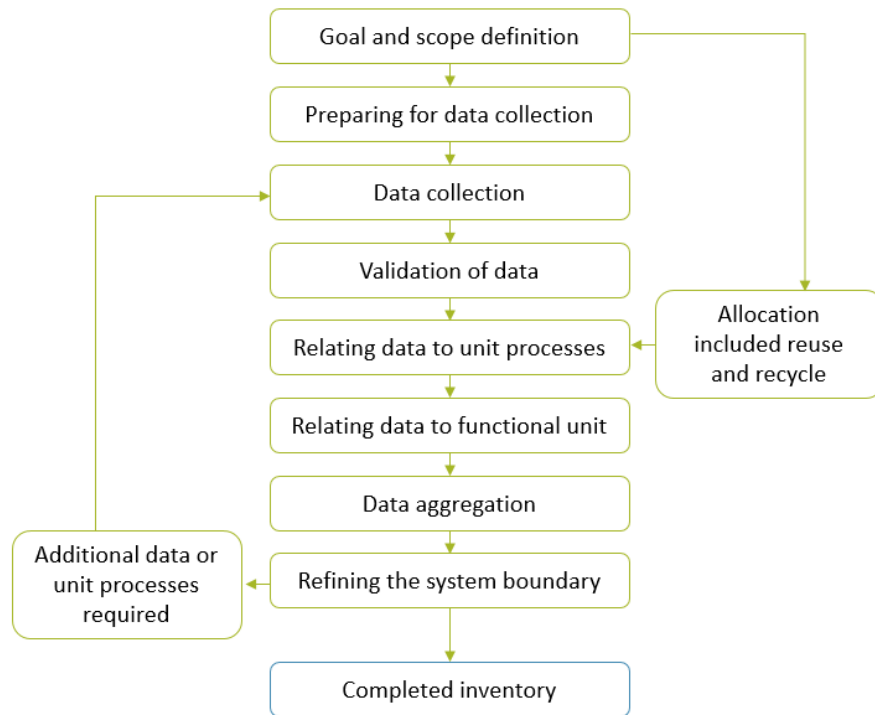 Goal and scope definition
Preparing for data collection
Data collection
Validation of data
Relating data to unit processes
Allocation
included reuse
and recycle
Relating data to functional unit
Data aggregation
Refining the system boundary
Additional data or
unit processes
required
Completed inventory